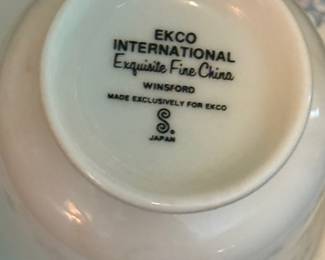 EKCO
INTERNATIONAL
Exquisite Fine China
WINSFORD
MADE EXCLUSIVELY FOR EKCO
S.
JAPAN